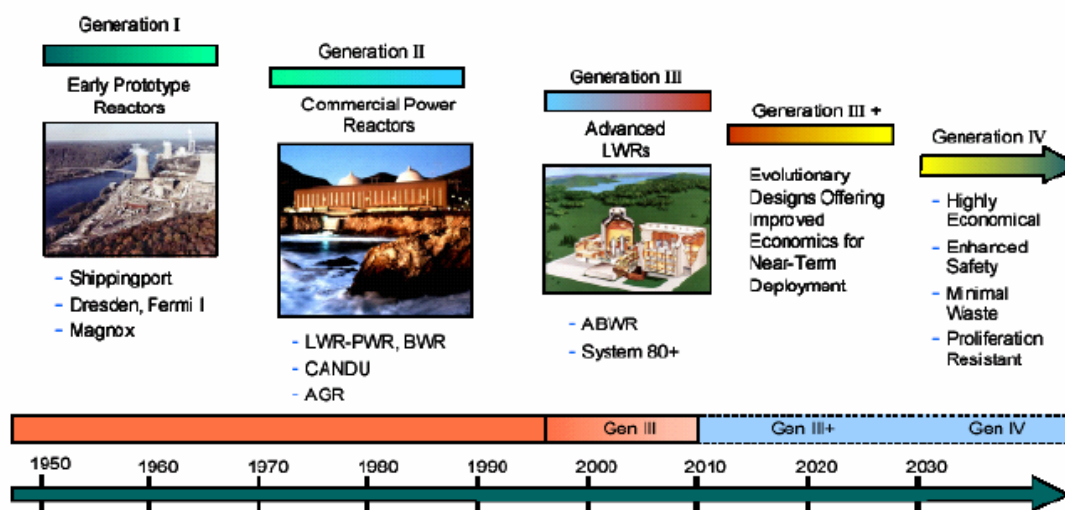 Generation I
Early Prototype
Reactors
- Shippingport
- Dresden, Fermi I
- Magnox
Generation II
Commercial Power
Reactors
- LWR-PWR, BWR
- CANDU
- AGR
Generation III
Advanced
LWRs
- ABWR
- System 80+
Generation III +
Evolutionary
Designs Offering
Improved
Economics for
Near-Term
Deployment
Generation IV
- Highly
Economical
- Enhanced
Safety
- Minimal
Waste
- Proliferation
Resistant
Gen III
Gen III+
Gen IV
1950
1960
1970
1980
1990
2000
2010
2020
2030